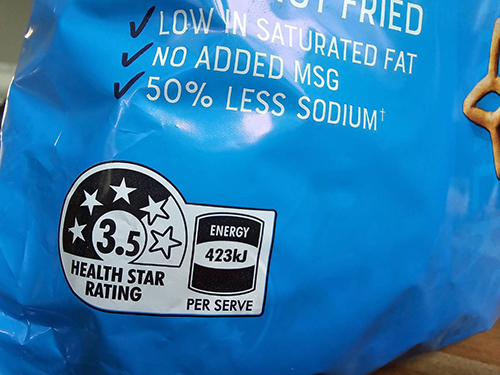 FRIED
LOW IN SATURATED FAT
NO ADDED MSG
50% LESS SODIUM†
3.5
HEALTH STAR
RATING
ENERGY
423kJ
PER SERVE